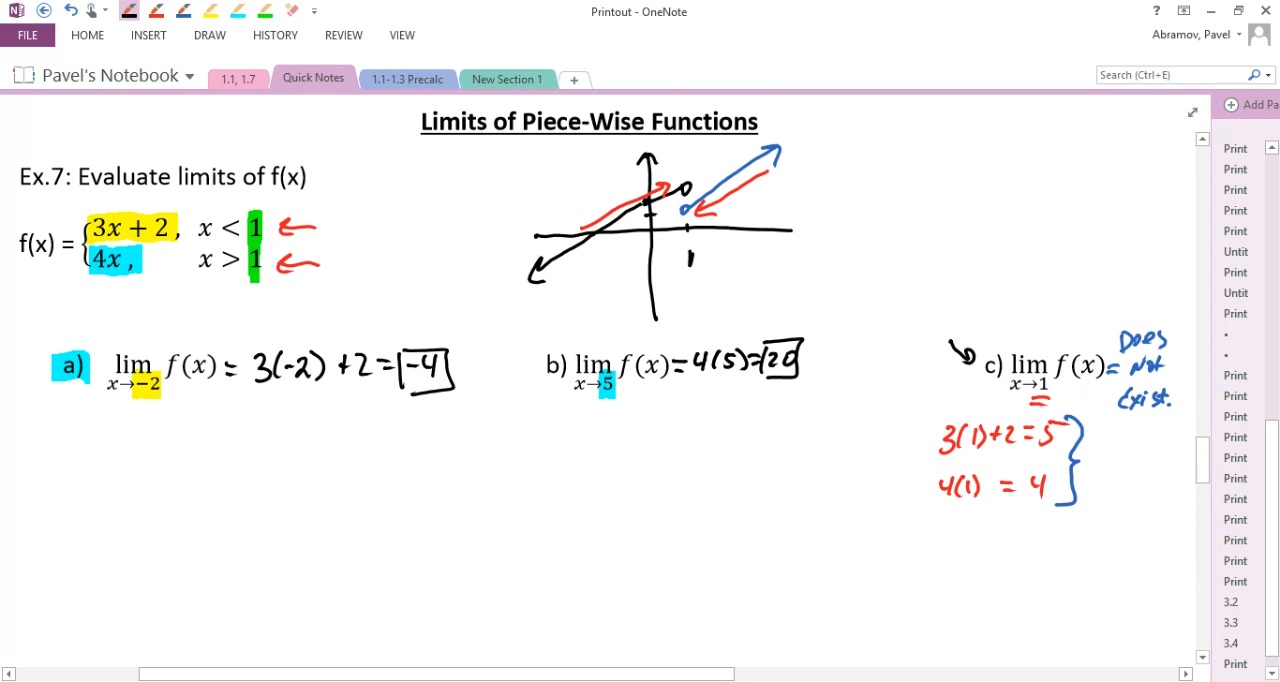 Printout - OneNote
FILE HOME INSERT DRAW HISTORY REVIEW VIEW
Abramov, Pavel
Pavel's Notebook
1.1, 1.7
Quick Notes
1.1-1.3 Precalc
New Section 1
Search (Ctrl+E)
Add Pa
Limits of Piece-Wise Functions
Ex.7: Evaluate limits of f(x)
f(x) = { 3x + 2, x < 1
4x, x > 1
1
a) lim x→−2 f(x) = 3(-2) + 2 = -4
b) lim x→5 f(x) = 4(5) = 20
c) lim x→1 f(x) = Does Not Exist.
3(1)+2=5
4(1) = 4
Print
Print
Print
Print
Print
Untit
Print
Untit
Print
Print
Print
Print
Print
Print
Print
Print
Print
Print
Print
Print
3.2
3.3
3.4
Print